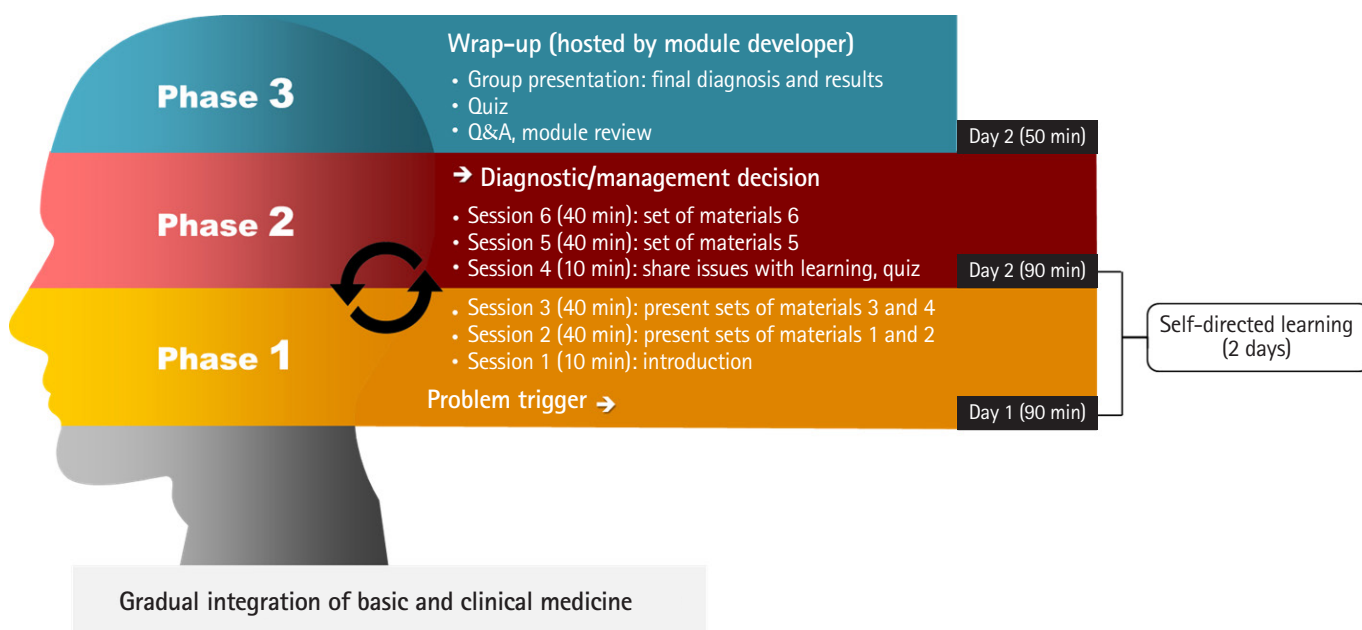 Phase 3
Wrap-up (hosted by module developer)
• Group presentation: final diagnosis and results
• Quiz
• Q&A, module review
Day 2 (50 min)
Phase 2
➔ Diagnostic/management decision
• Session 6 (40 min): set of materials 6
• Session 5 (40 min): set of materials 5
• Session 4 (10 min): share issues with learning, quiz
Day 2 (90 min)
Phase 1
• Session 3 (40 min): present sets of materials 3 and 4
• Session 2 (40 min): present sets of materials 1 and 2
• Session 1 (10 min): introduction
Problem trigger ➔
Day 1 (90 min)
Self-directed learning
(2 days)
Gradual integration of basic and clinical medicine